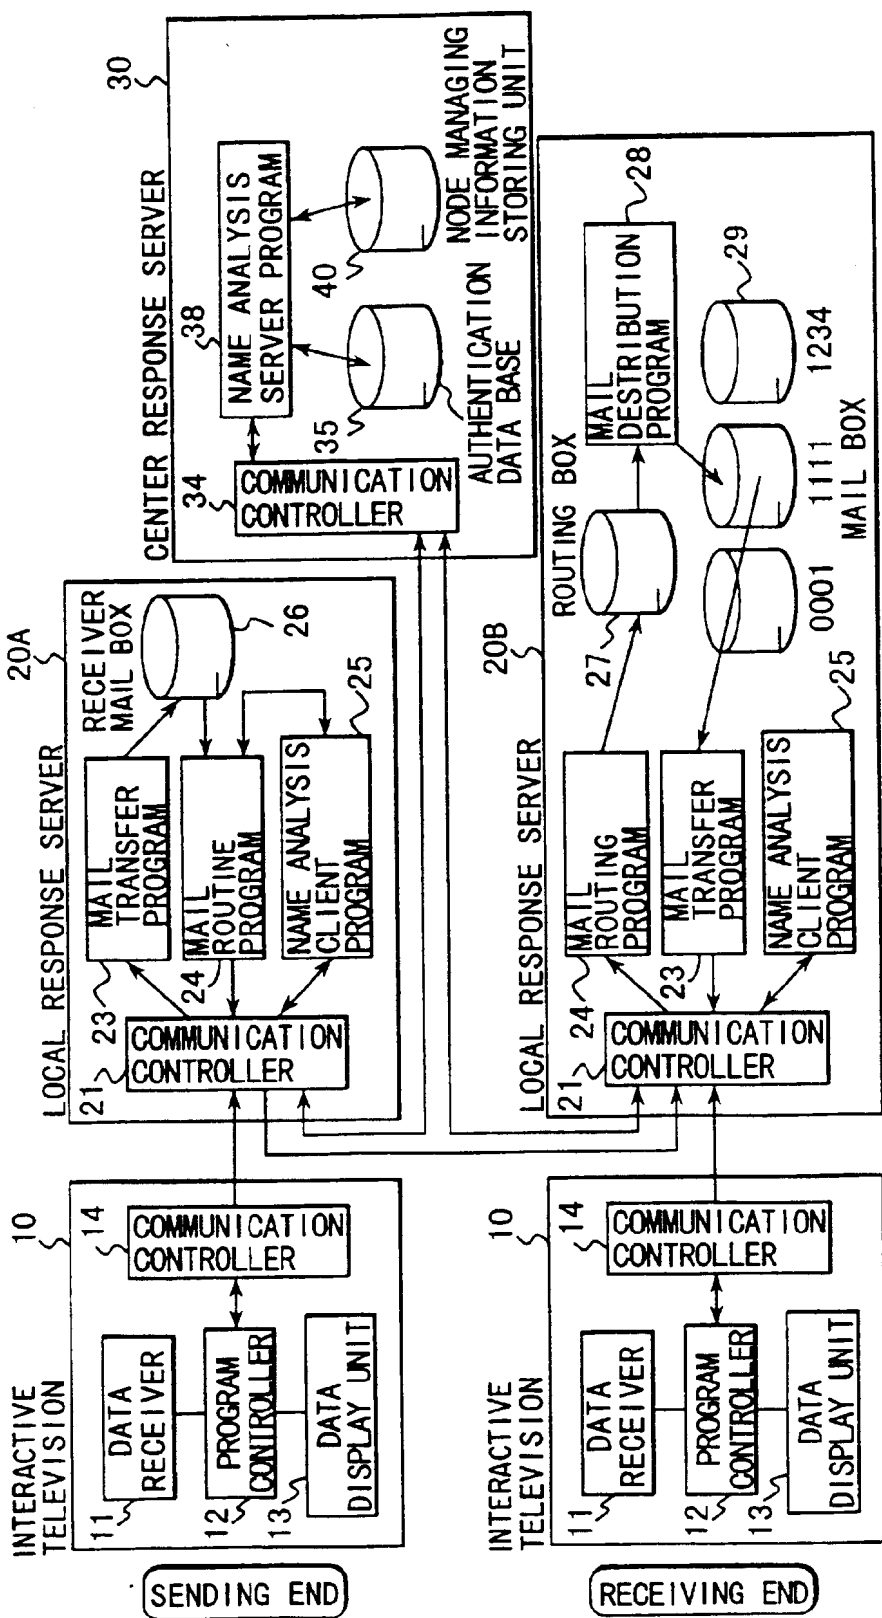 SENDING END
INTERACTIVE
TELEVISION
10
DATA
RECEIVER
11
PROGRAM
CONTROLLER
12
DATA
DISPLAY UNIT
13
14
COMMUNICATION
CONTROLLER
LOCAL RESPONSE SERVER
20A
21
COMMUNICATION
CONTROLLER
23
MAIL
TRANSFER
PROGRAM
24
MAIL
ROUTINE
PROGRAM
NAME ANALYSIS
CLIENT
PROGRAM
25
RECEIVER
MAIL BOX
26
CENTER RESPONSE SERVER
30
34
COMMUNICATION
CONTROLLER
38
NAME ANALYSIS
SERVER PROGRAM
35
AUTHENTICATION
DATA BASE
40
NODE MANAGING
INFORMATION
STORING UNIT
RECEIVING END
INTERACTIVE
TELEVISION
10
DATA
RECEIVER
11
PROGRAM
CONTROLLER
12
DATA
DISPLAY UNIT
13
14
COMMUNICATION
CONTROLLER
LOCAL RESPONSE SERVER
20B
21
COMMUNICATION
CONTROLLER
24
MAIL
ROUTING
PROGRAM
23
MAIL
TRANSFER
PROGRAM
NAME ANALYSIS
CLIENT
PROGRAM
25
ROUTING BOX
27
MAIL
DESTRIBUTION
PROGRAM
28
29
0001
1111
1234
MAIL BOX